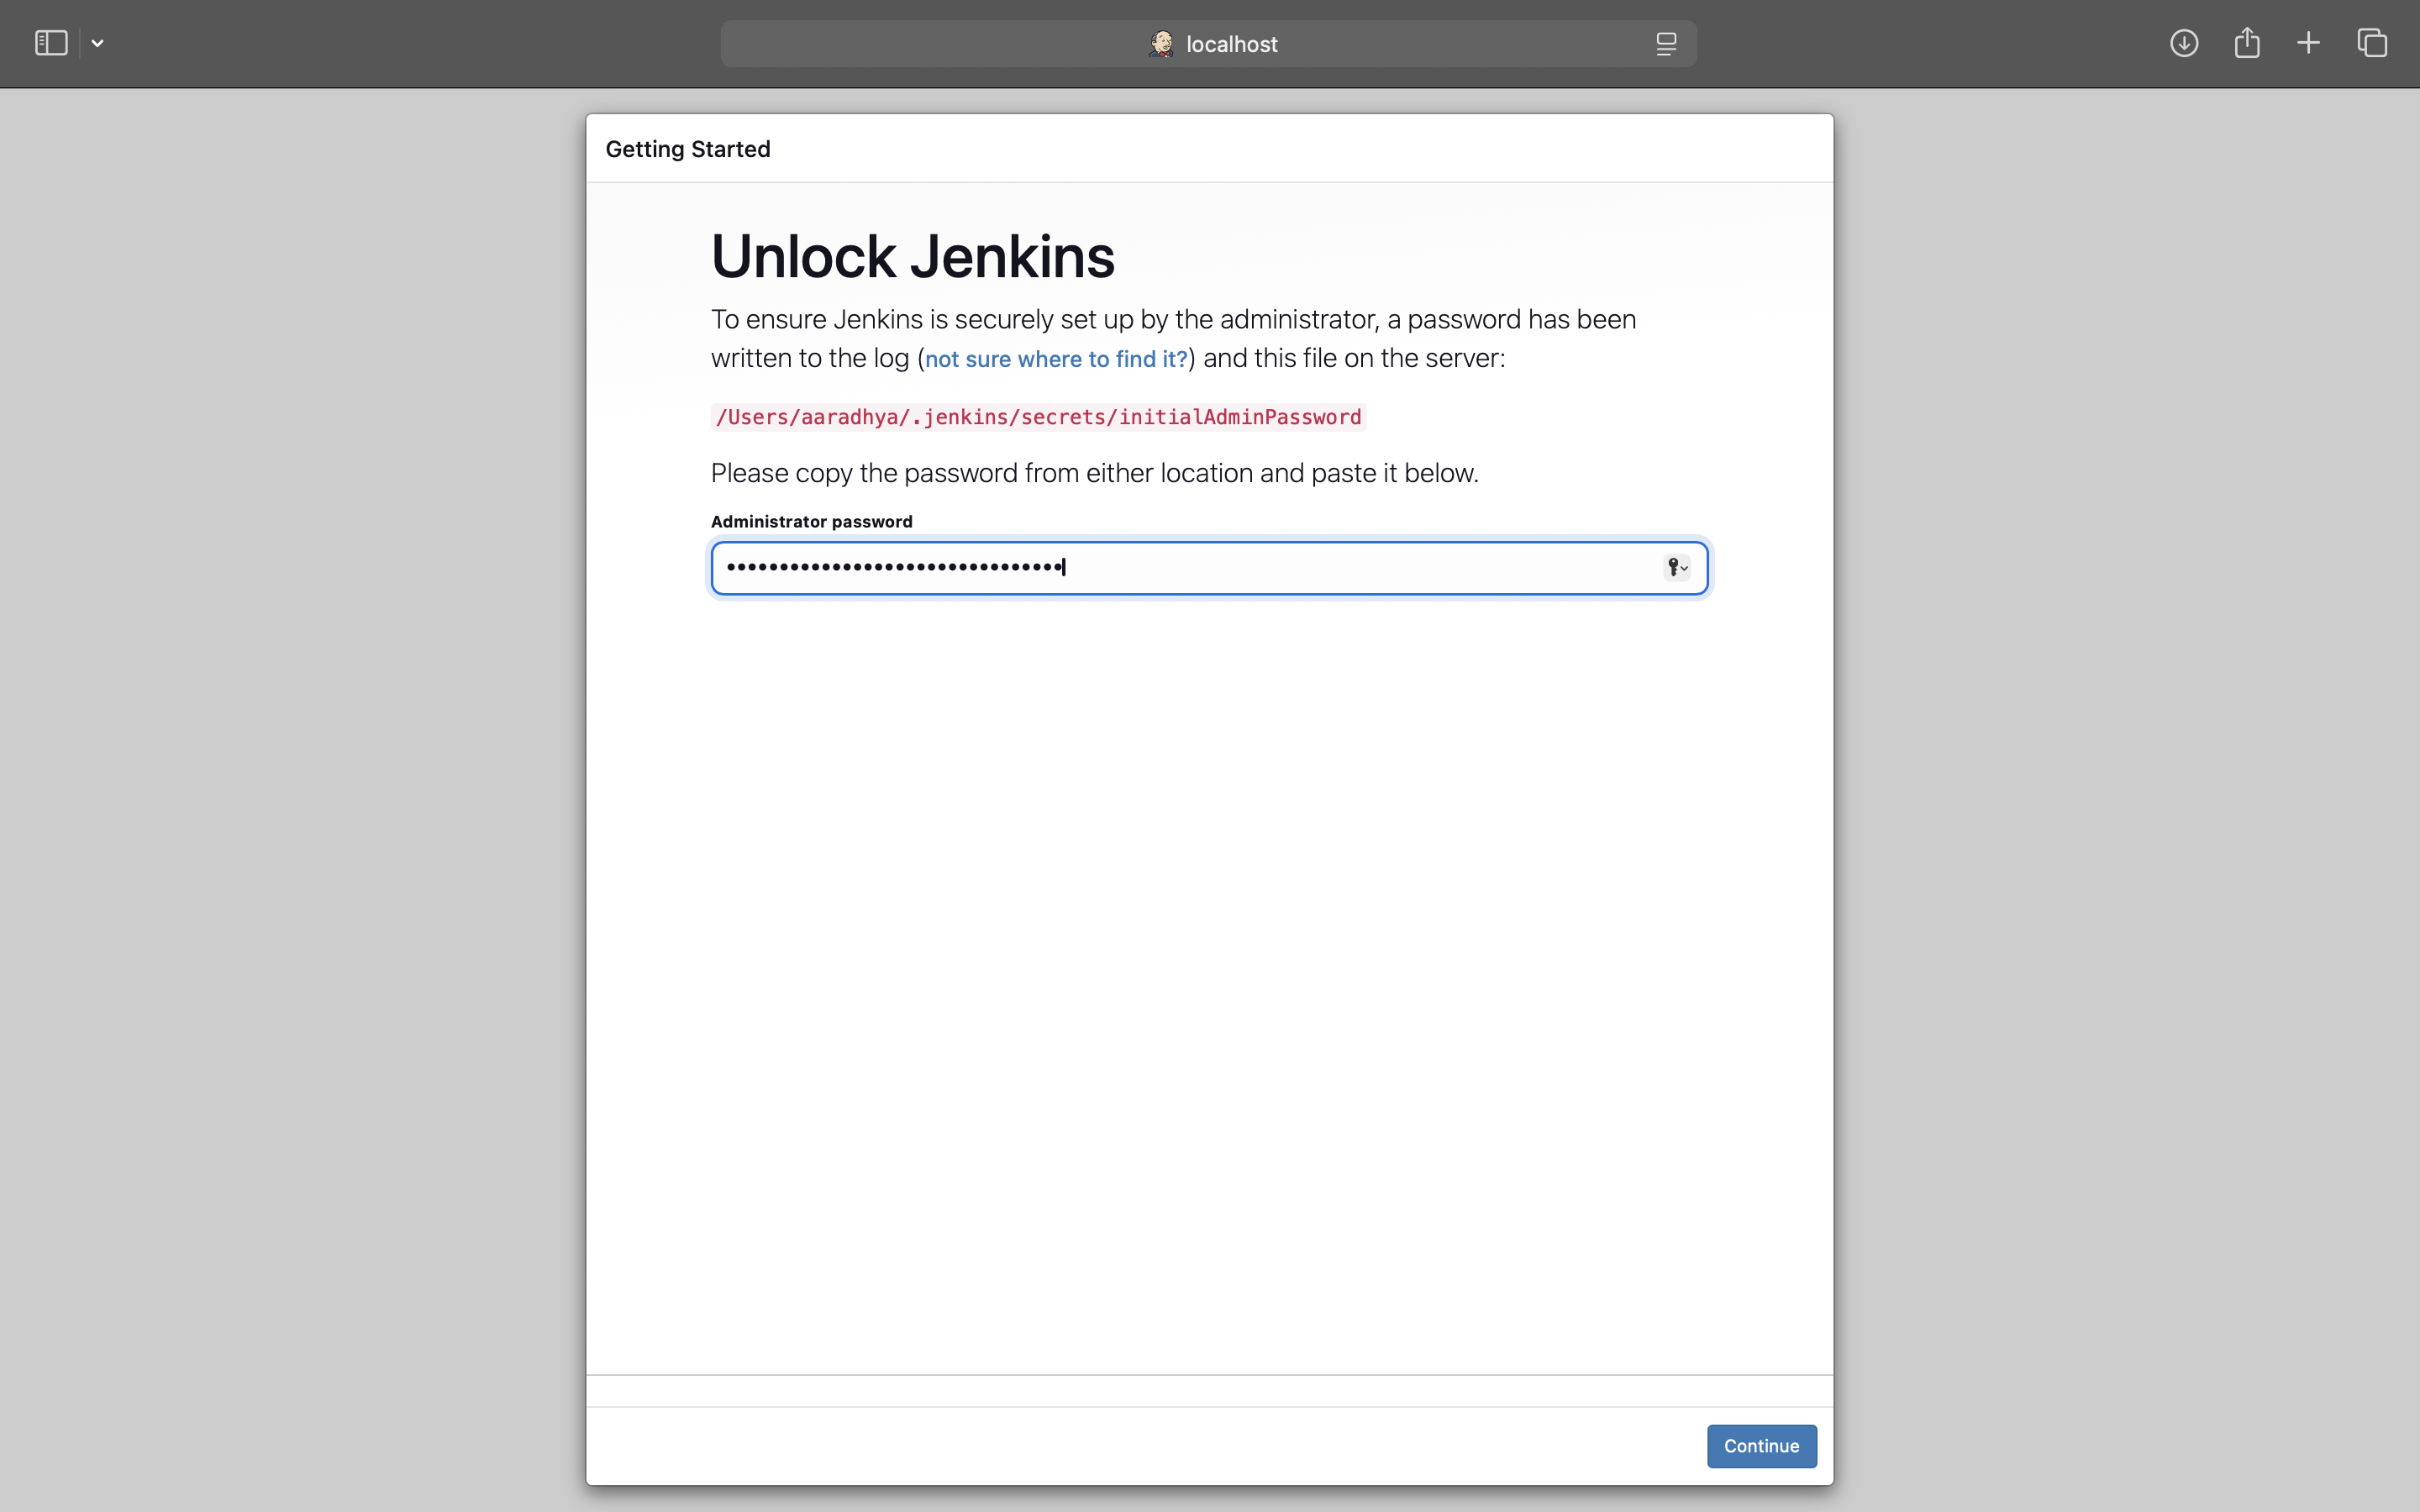 localhost
Getting Started
Unlock Jenkins
To ensure Jenkins is securely set up by the administrator, a password has been
written to the log (not sure where to find it?) and this file on the server:
/Users/aaradhya/.jenkins/secrets/initialAdminPassword
Please copy the password from either location and paste it below.
Administrator password
••••••••••••••••••••••••••••••••
Continue